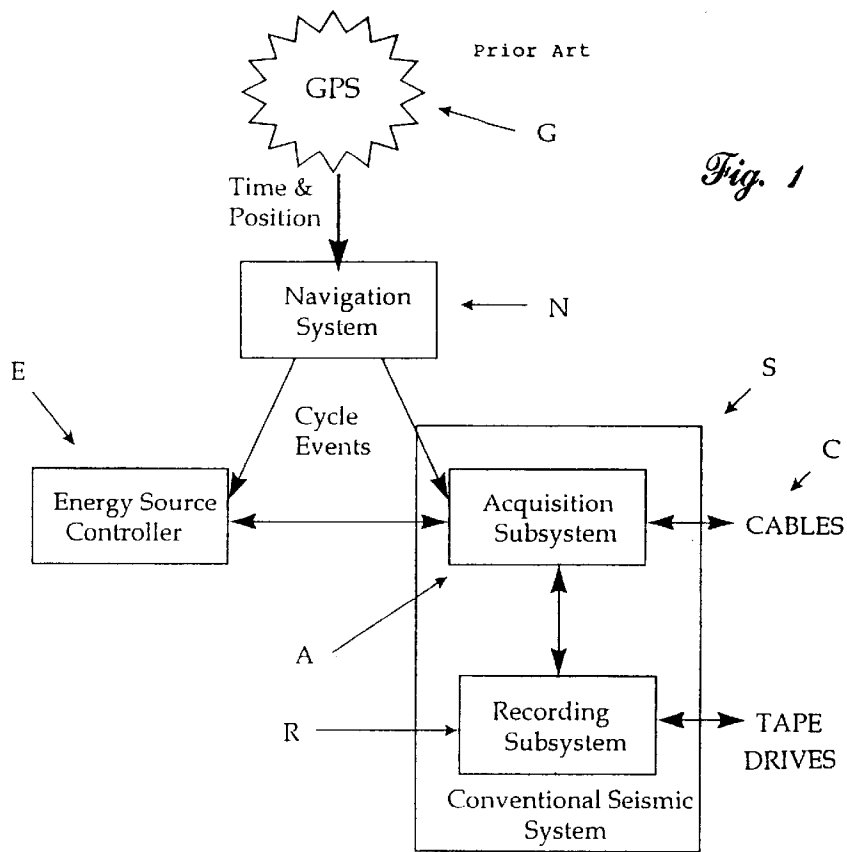 Prior Art
GPS
G
Fig. 1
Time &
Position
Navigation
System
N
E
S
Cycle
Events
C
Energy Source
Controller
Acquisition
Subsystem
CABLES
A
R
Recording
Subsystem
TAPE
DRIVES
Conventional Seismic
System